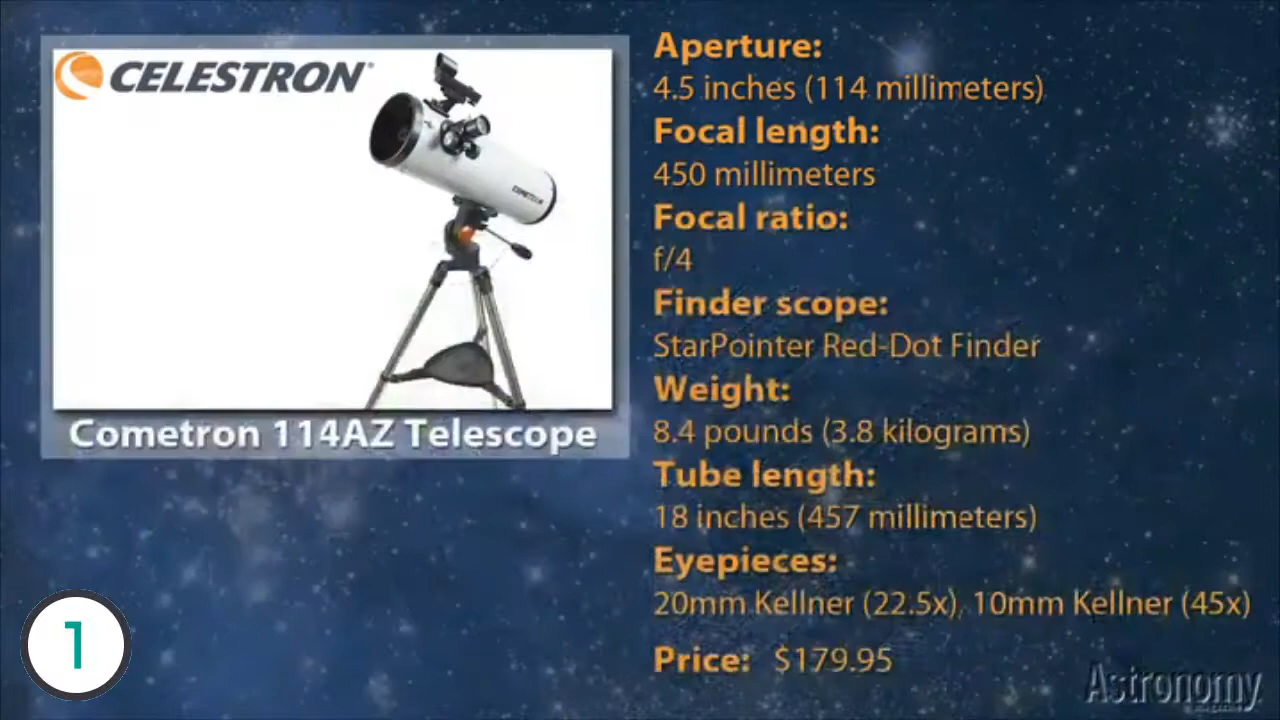 CELESTRON
COMETRON
Cometron 114AZ Telescope
Aperture:
4.5 inches (114 millimeters)
Focal length:
450 millimeters
Focal ratio:
f/4
Finder scope:
StarPointer Red-Dot Finder
Weight:
8.4 pounds (3.8 kilograms)
Tube length:
18 inches (457 millimeters)
Eyepieces:
20mm Kellner (22.5x), 10mm Kellner (45x)
Price: $179.95
1
Astronomy